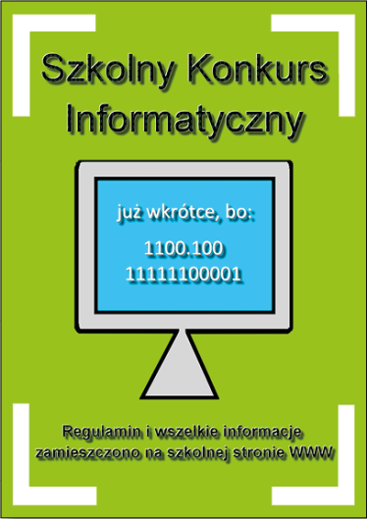 Szkolny Konkurs
Informatyczny
już wkrótce, bo:
1100.100
11111100001
Regulamin i wszelkie informacje
zamieszczono na szkolnej stronie WWW